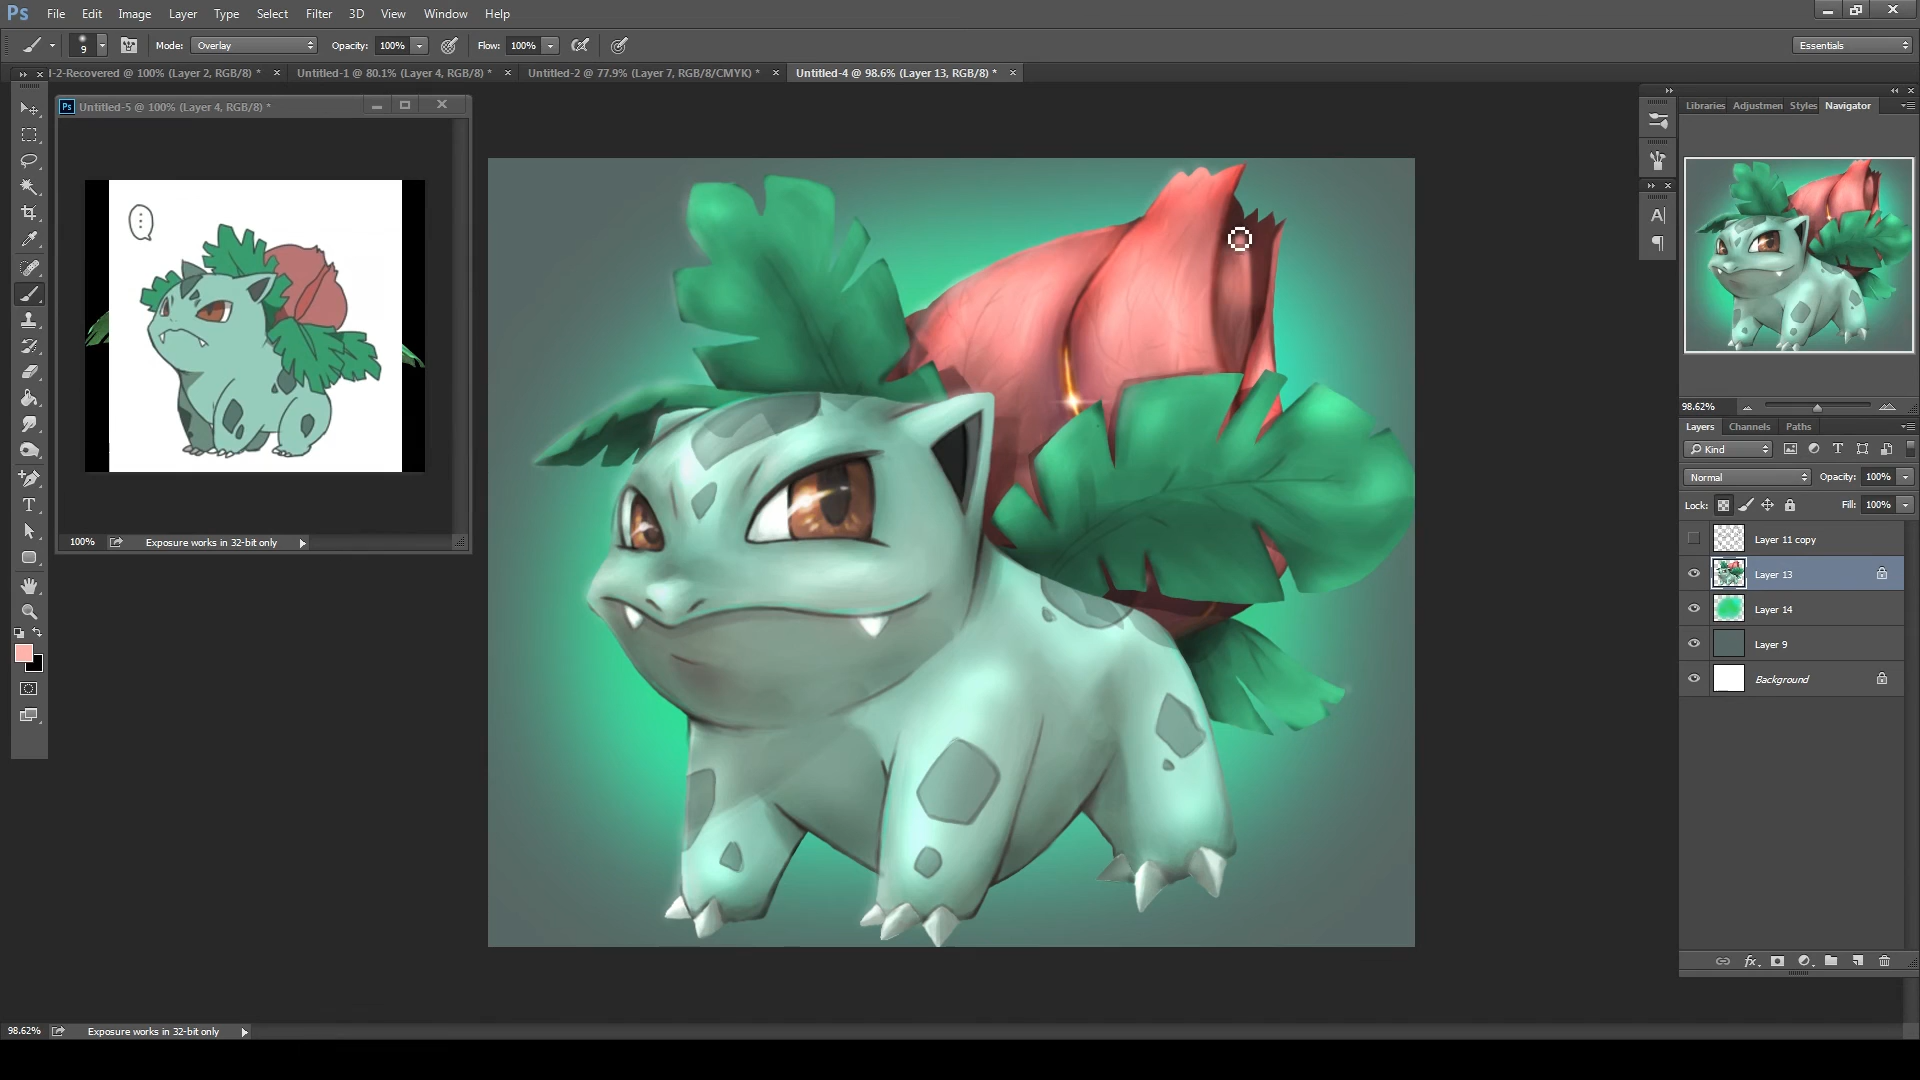 Ps File Edit Image Layer Type Select Filter 3D View Window Help
9 Mode: Overlay Opacity: 100% Flow: 100% Essentials
l-2-Recovered @ 100% (Layer 2, RGB/8) * × Untitled-1 @ 80.1% (Layer 4, RGB/8) * × Untitled-2 @ 77.9% (Layer 7, RGB/8/CMYK) * × Untitled-4 @ 98.6% (Layer 13, RGB/8) * ×
Ps Untitled-5 @ 100% (Layer 4, RGB/8) *
100% Exposure works in 32-bit only
Libraries Adjustmen Styles Navigator
98.62%
Layers Channels Paths
Kind
Normal Opacity: 100%
Lock: Fill: 100%
Layer 11 copy
Layer 13
Layer 14
Layer 9
Background
fx
98.62% Exposure works in 32-bit only